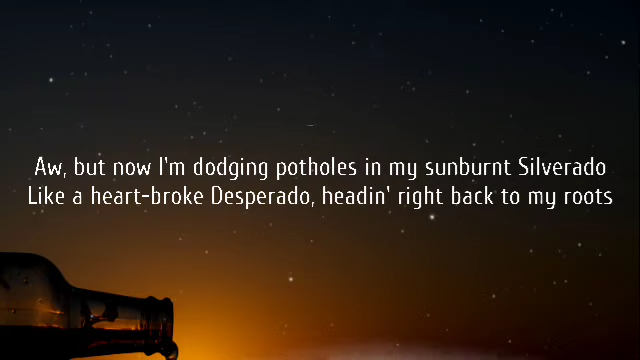 Aw, but now I'm dodging potholes in my sunburnt Silverado
Like a heart-broke Desperado, headin' right back to my roots